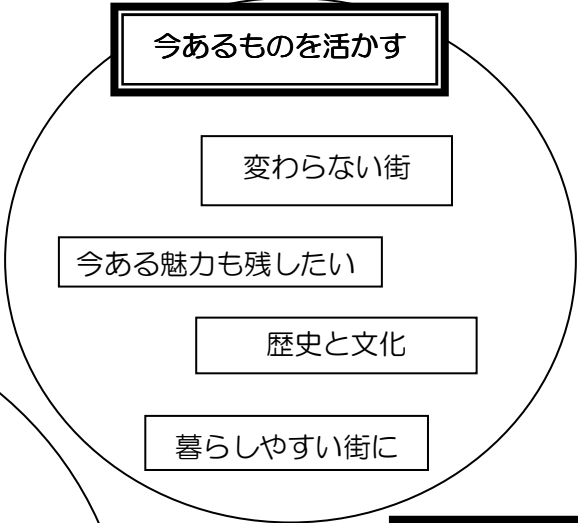 今あるものを活かす
変わらない街
今ある魅力も残したい
歴史と文化
暮らしやすい街に